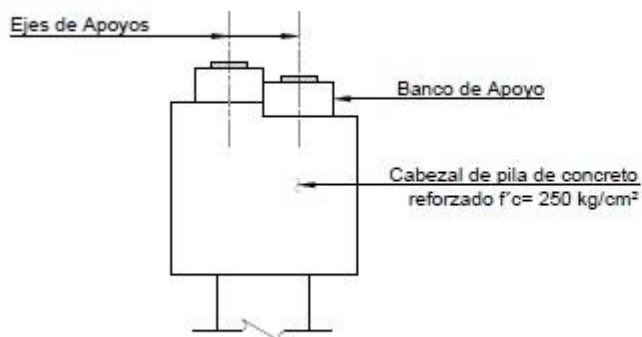 Ejes de Apoyos
Banco de Apoyo
Cabezal de pila de concreto
reforzado f´c= 250 kg/cm²